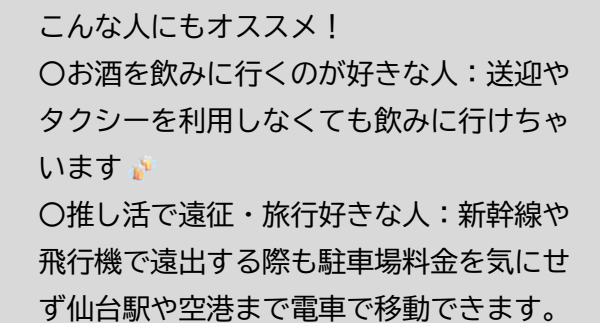 こんな人にもオススメ！
〇お酒を飲みに行くのが好きな人：送迎や
タクシーを利用しなくても飲みに行けちゃ
います🍻
〇推し活で遠征・旅行好きな人：新幹線や
飛行機で遠出する際も駐車場料金を気にせ
ず仙台駅や空港まで電車で移動できます。